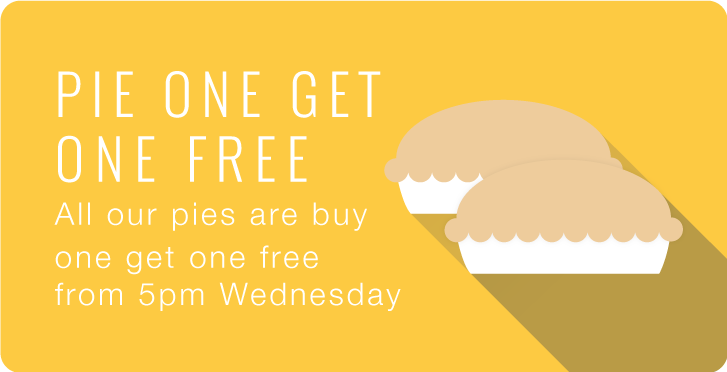 PIE ONE GET
ONE FREE
All our pies are buy
one get one free
from 5pm Wednesday